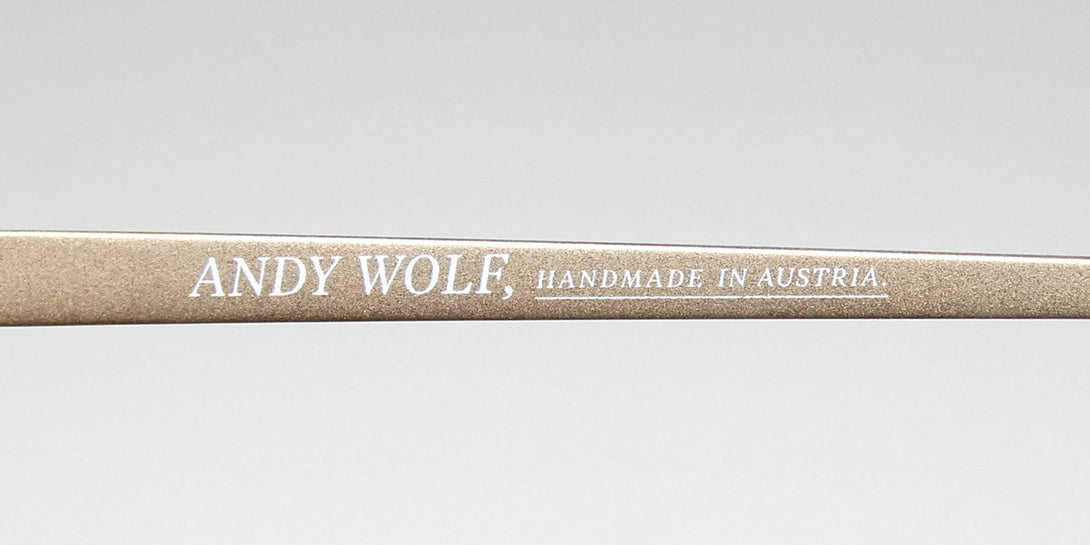 ANDY WOLF, HANDMADE IN AUSTRIA.